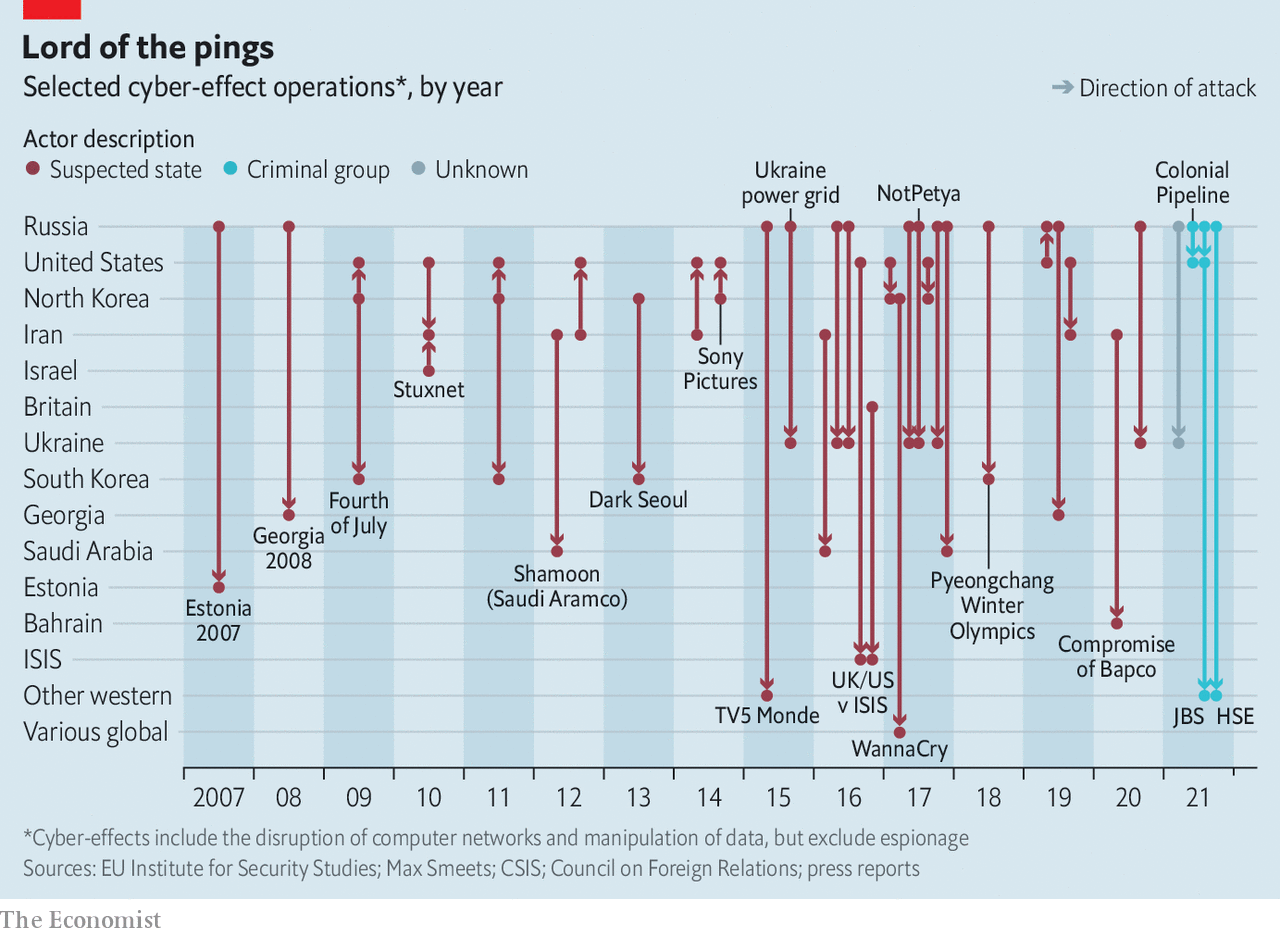 Lord of the pings
Selected cyber-effect operations*, by year
Direction of attack
Actor description
Suspected state
Criminal group
Unknown
Ukraine
power grid
NotPetya
Colonial
Pipeline
Russia
United States
North Korea
Iran
Israel
Britain
Ukraine
South Korea
Georgia
Saudi Arabia
Estonia
Bahrain
ISIS
Other western
Various global
Estonia
2007
Georgia
2008
Fourth
of July
Stuxnet
Shamoon
(Saudi Aramco)
Dark Seoul
Sony
Pictures
TV5 Monde
UK/US
v ISIS
WannaCry
Pyeongchang
Winter
Olympics
Compromise
of Bapco
JBS
HSE
2007 08 09 10 11 12 13 14 15 16 17 18 19 20 21
*Cyber-effects include the disruption of computer networks and manipulation of data, but exclude espionage
Sources: EU Institute for Security Studies; Max Smeets; CSIS; Council on Foreign Relations; press reports
The Economist